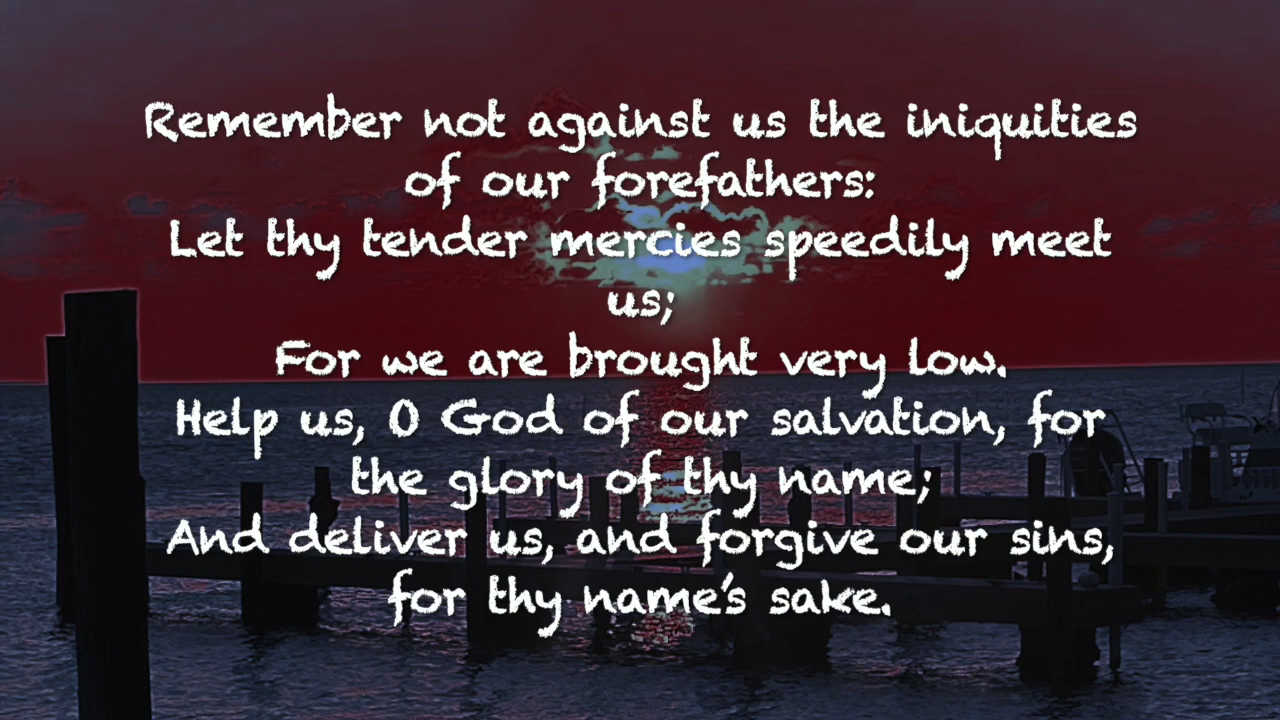 Remember not against us the iniquities
of our forefathers:
Let thy tender mercies speedily meet
us;
For we are brought very low.
Help us, O God of our salvation, for
the glory of thy name;
And deliver us, and forgive our sins,
for thy name's sake.